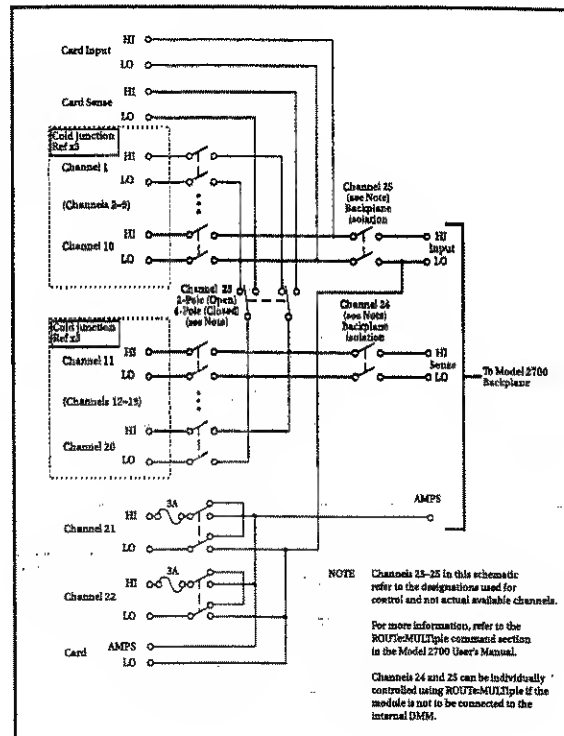 Card Input
HI
LO
Card Sense
HI
LO
Cold Junction
Ref x3
Channel 1
HI
LO
(Channels 2–9)
Channel 10
HI
LO
Channel 25
(see Note)
Backplane
isolation
HI
Input
LO
Channel 23
2-Pole (Open)
4-Pole (Closed)
(see Note)
Channel 24
(see Note)
Backplane
isolation
Cold Junction
Ref x3
Channel 11
HI
LO
HI
Sense
LO
To Model 2700
Backplane
(Channels 12–19)
Channel 20
HI
LO
AMPS
Channel 21
HI
3A
LO
Channel 22
HI
3A
LO
Card
AMPS
LO
NOTE Channels 23–25 in this schematic
refer to the designations used for
control and not actual available channels.
For more information, refer to the
ROUTe:MULTiple command section
in the Model 2700 User's Manual.
Channels 24 and 25 can be individually
controlled using ROUTe:MULTiple if the
module is not to be connected to the
internal DMM.